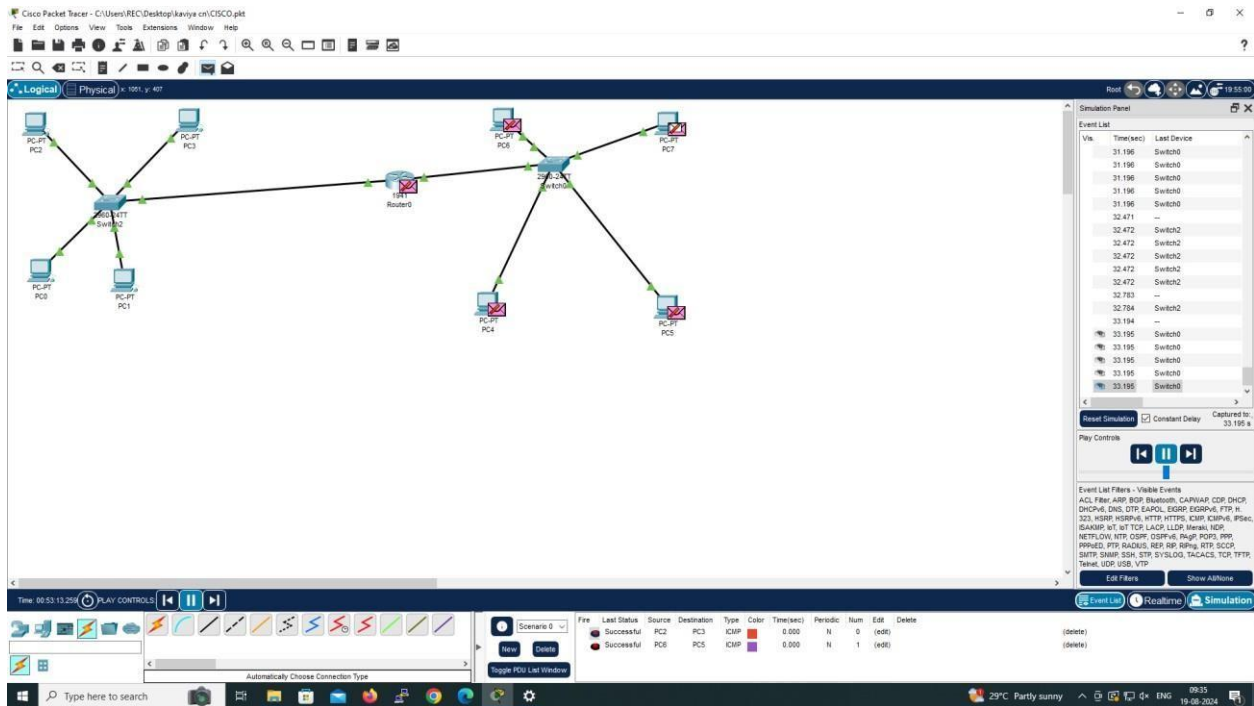 Cisco Packet Tracer - C:\Users\REC\Desktop\kaviya cn\CISCO.pkt
File Edit Options View Tools Extensions Window Help
?
Logical Physical x: 1051, y: 407
Root 19:55:00
PC-PT
PC2
PC-PT
PC3
2960-24TT
Switch2
PC-PT
PC0
PC-PT
PC1
1941
Router0
PC-PT
PC6
PC-PT
PC7
2960-24TT
Switch0
PC-PT
PC4
PC-PT
PC5
Simulation Panel
Event List
Vis. Time(sec) Last Device
31.196 Switch0
31.196 Switch0
31.196 Switch0
31.196 Switch0
31.196 Switch0
32.471 --
32.472 Switch2
32.472 Switch2
32.472 Switch2
32.472 Switch2
32.472 Switch2
32.783 --
32.784 Switch2
33.194 --
33.195 Switch0
33.195 Switch0
33.195 Switch0
33.195 Switch0
33.195 Switch0
Reset Simulation Constant Delay Captured to:
33.195 s
Play Controls
Event List Filters - Visible Events
ACL Filter, ARP, BGP, Bluetooth, CAPWAP, CDP, DHCP,
DHCPv6, DNS, DTP, EAPOL, EIGRP, EIGRPv6, FTP, H.
323, HSRP, HSRPv6, HTTP, HTTPS, ICMP, ICMPv6, IPSec,
ISAKMP, IoT, IoT TCP, LACP, LLDP, Meraki, NDP,
NETFLOW, NTP, OSPF, OSPFv6, PAgP, POP3, PPP,
PPPoED, PTP, RADIUS, REP, RIP, RIPng, RTP, SCCP,
SMTP, SNMP, SSH, STP, SYSLOG, TACACS, TCP, TFTP,
Telnet, UDP, USB, VTP
Edit Filters Show All/None
Time: 00:53:13.259 PLAY CONTROLS:
Event List Realtime Simulation
Scenario 0
New Delete
Toggle PDU List Window
Fire Last Status Source Destination Type Color Time(sec) Periodic Num Edit Delete
Successful PC2 PC3 ICMP 0.000 N 0 (edit) (delete)
Successful PC6 PC5 ICMP 0.000 N 1 (edit) (delete)
Automatically Choose Connection Type
Type here to search
29°C Partly sunny ENG 09:35
19-08-2024